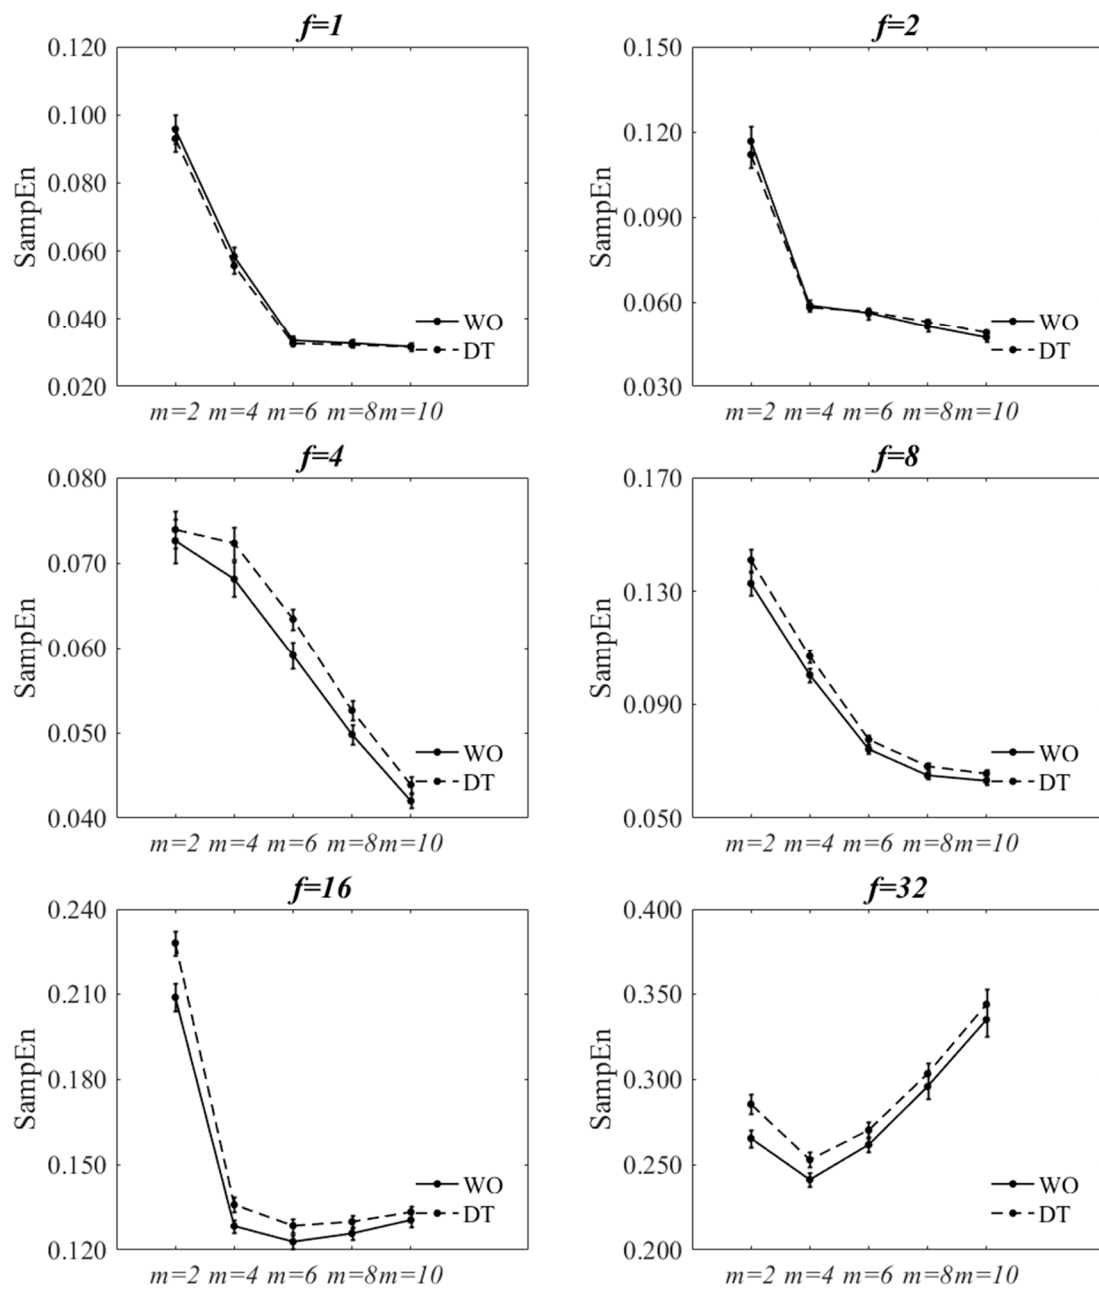 f=1
0.120
0.100
0.080
0.060
0.040
0.020
SampEn
WO
DT
m=2 m=4 m=6 m=8 m=10
f=2
0.150
0.120
0.090
0.060
0.030
SampEn
WO
DT
m=2 m=4 m=6 m=8 m=10
f=4
0.080
0.070
0.060
0.050
0.040
SampEn
WO
DT
m=2 m=4 m=6 m=8 m=10
f=8
0.170
0.130
0.090
0.050
SampEn
WO
DT
m=2 m=4 m=6 m=8 m=10
f=16
0.240
0.210
0.180
0.150
0.120
SampEn
WO
DT
m=2 m=4 m=6 m=8 m=10
f=32
0.400
0.350
0.300
0.250
0.200
SampEn
WO
DT
m=2 m=4 m=6 m=8 m=10